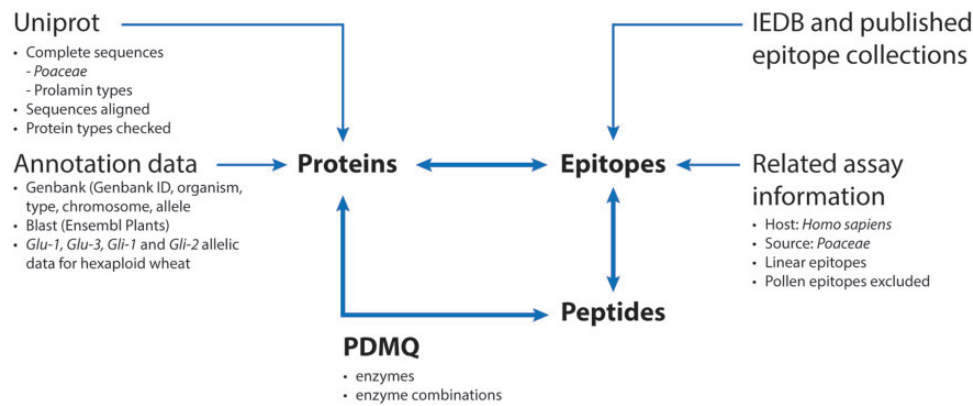 Uniprot
• Complete sequences
- Poaceae
- Prolamin types
• Sequences aligned
• Protein types checked
IEDB and published
epitope collections
Annotation data
• Genbank (Genbank ID, organism,
type, chromosome, allele
• Blast (Ensembl Plants)
• Glu-1, Glu-3, Gli-1 and Gli-2 allelic
data for hexaploid wheat
Proteins
Epitopes
Related assay
information
• Host: Homo sapiens
• Source: Poaceae
• Linear epitopes
• Pollen epitopes excluded
Peptides
PDMQ
• enzymes
• enzyme combinations